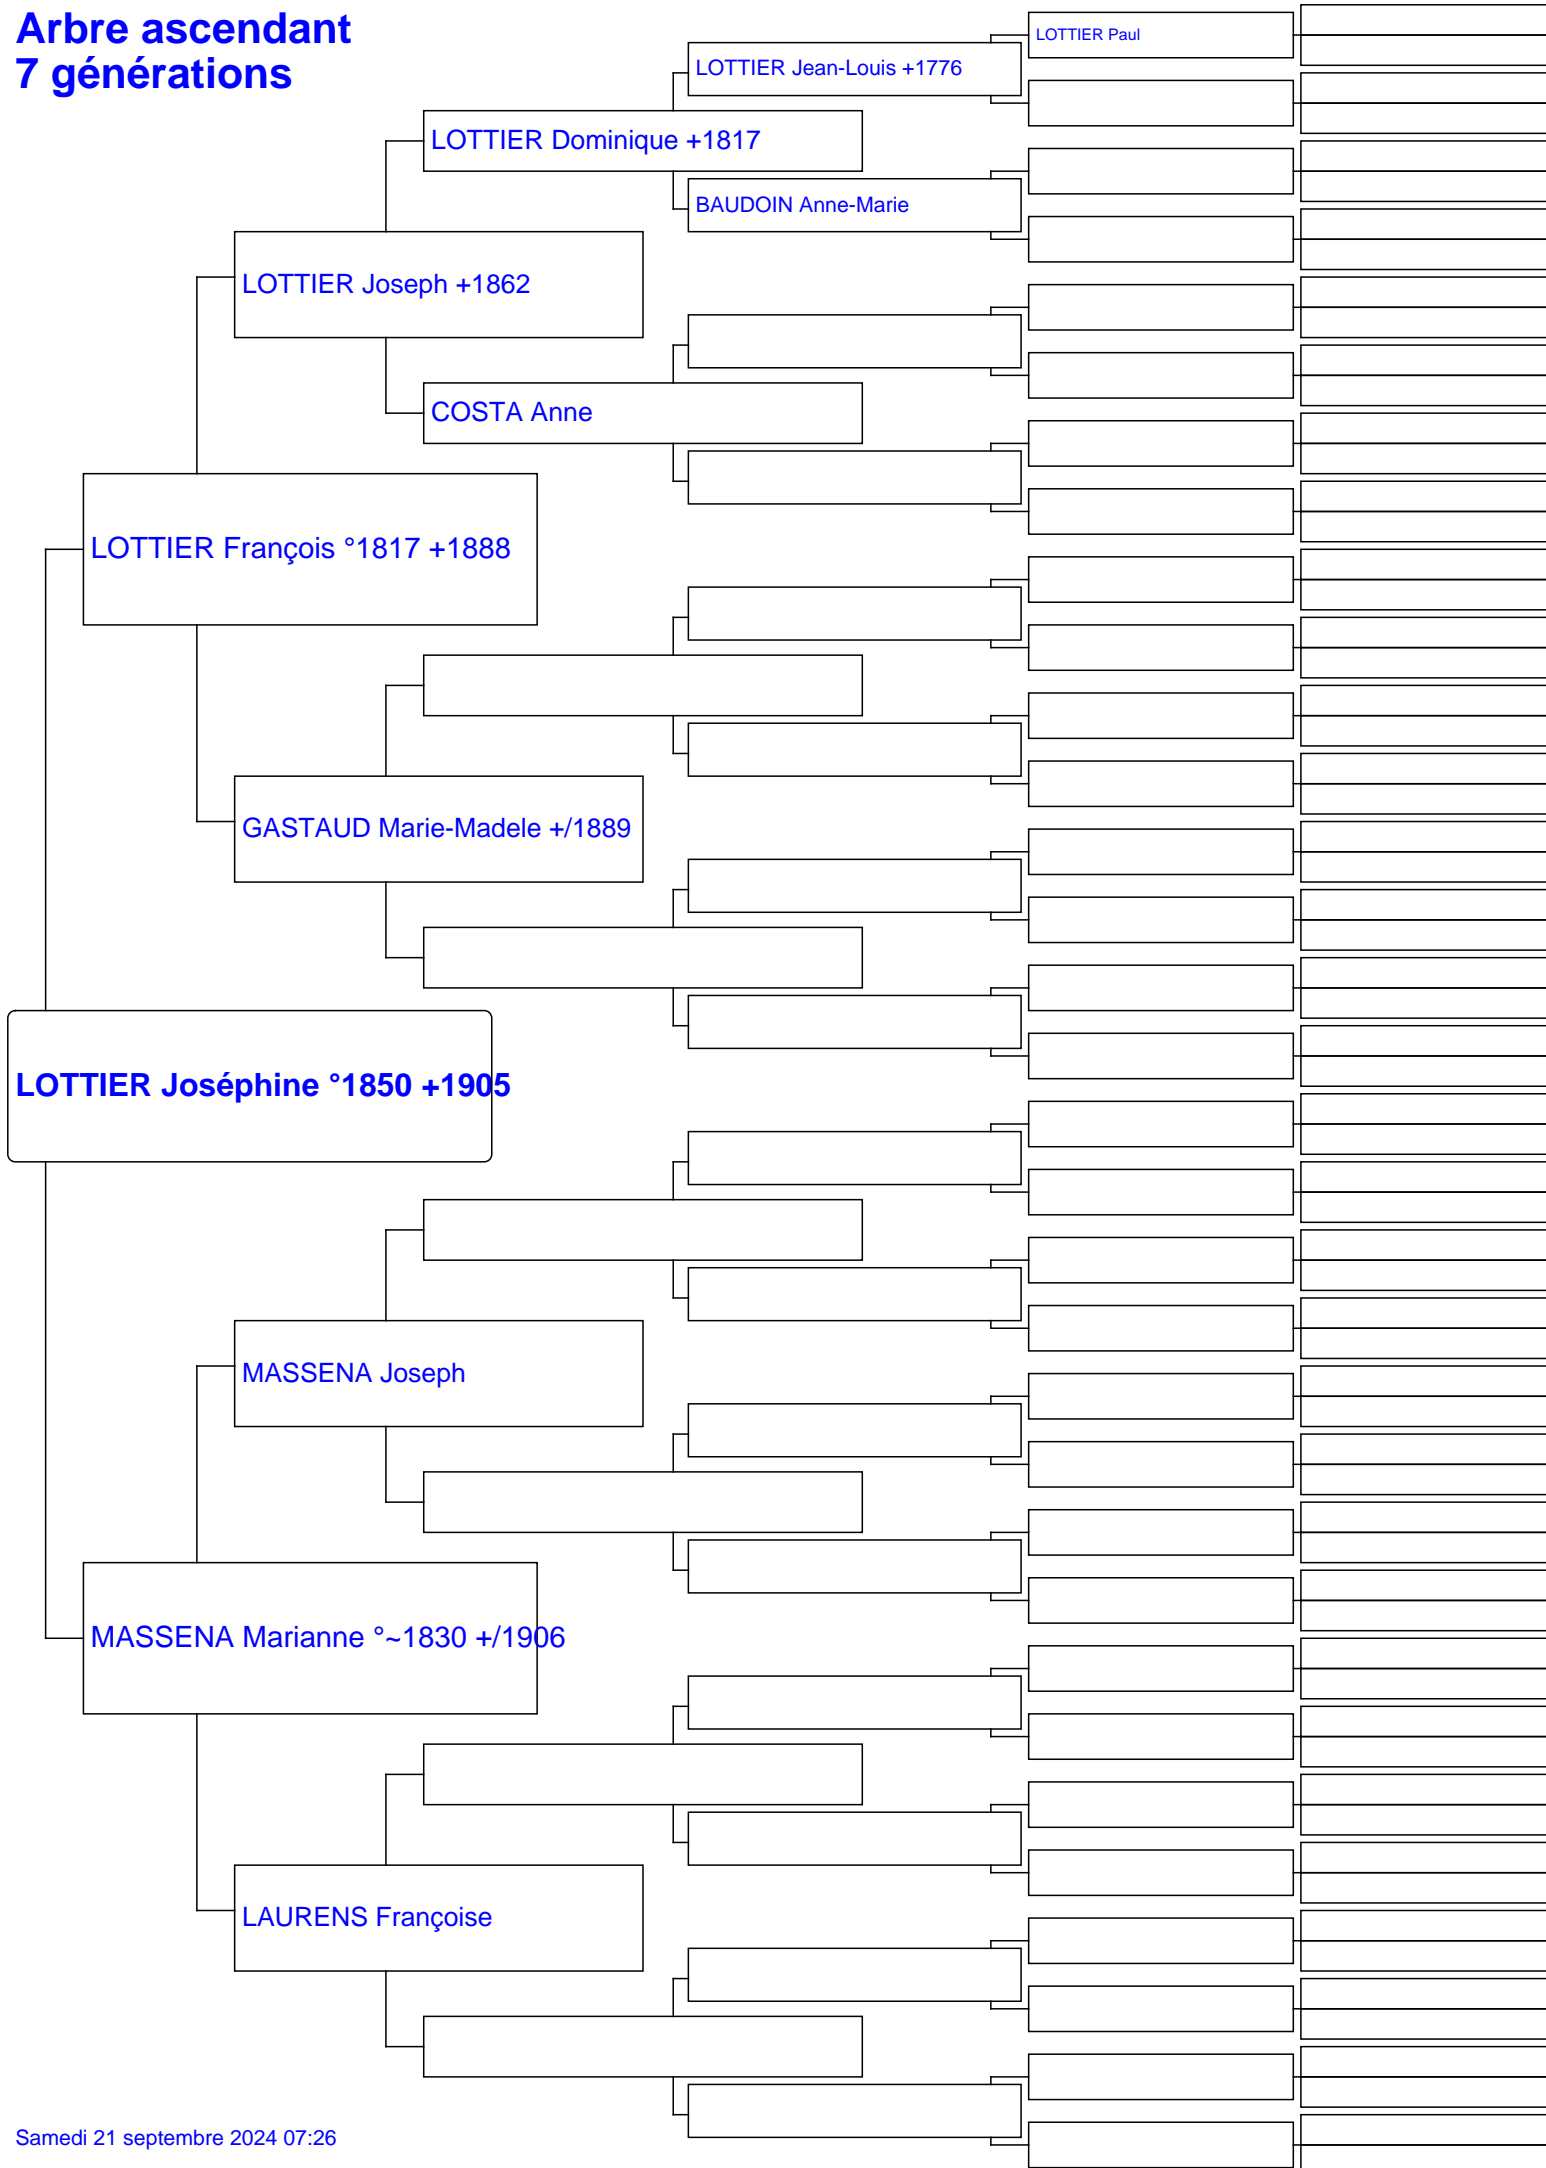 Arbre ascendant
7 générations
LOTTIER Paul
LOTTIER Jean-Louis +1776
LOTTIER Dominique +1817
BAUDOIN Anne-Marie
LOTTIER Joseph +1862
COSTA Anne
LOTTIER François °1817 +1888
GASTAUD Marie-Madele +/1889
LOTTIER Joséphine °1850 +1905
MASSENA Joseph
MASSENA Marianne °~1830 +/1906
LAURENS Françoise
Samedi 21 septembre 2024 07:26